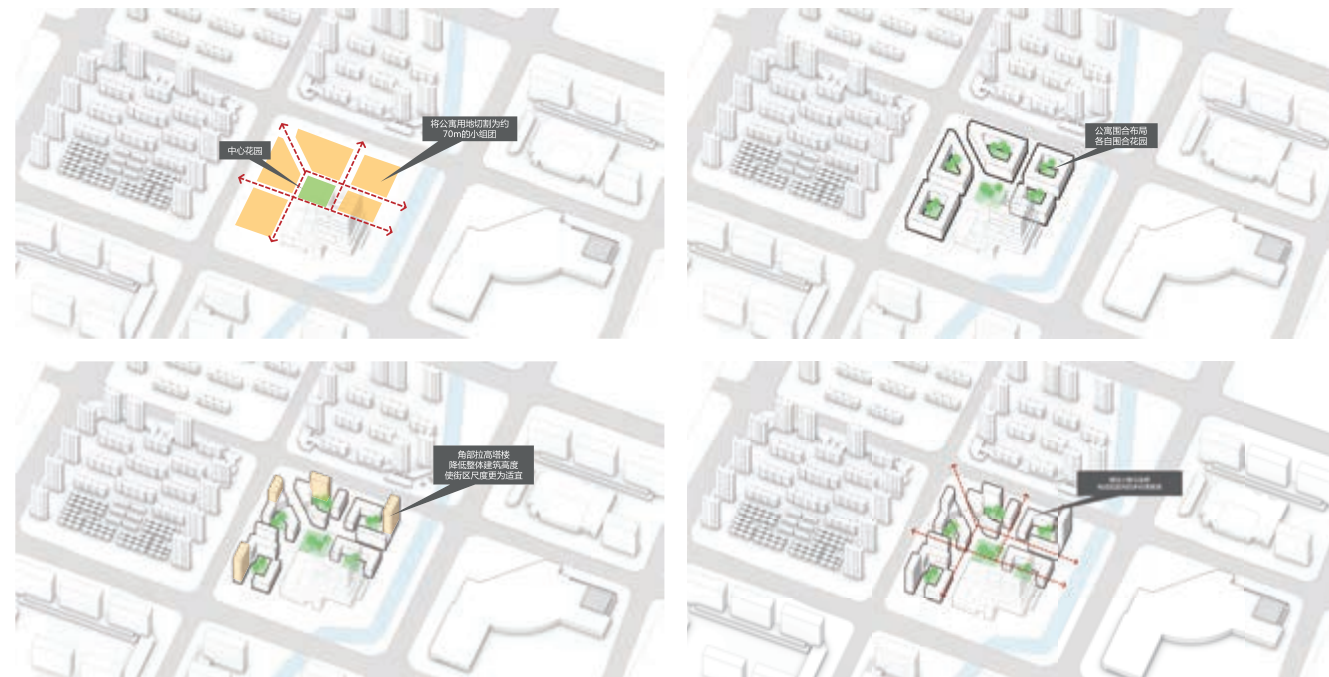 中心花园
将公寓用地切割为约
70m的小组团
公寓围合布局
各自围合花园
角部拉高塔楼
降低整体建筑高度
使街区尺度更为适宜